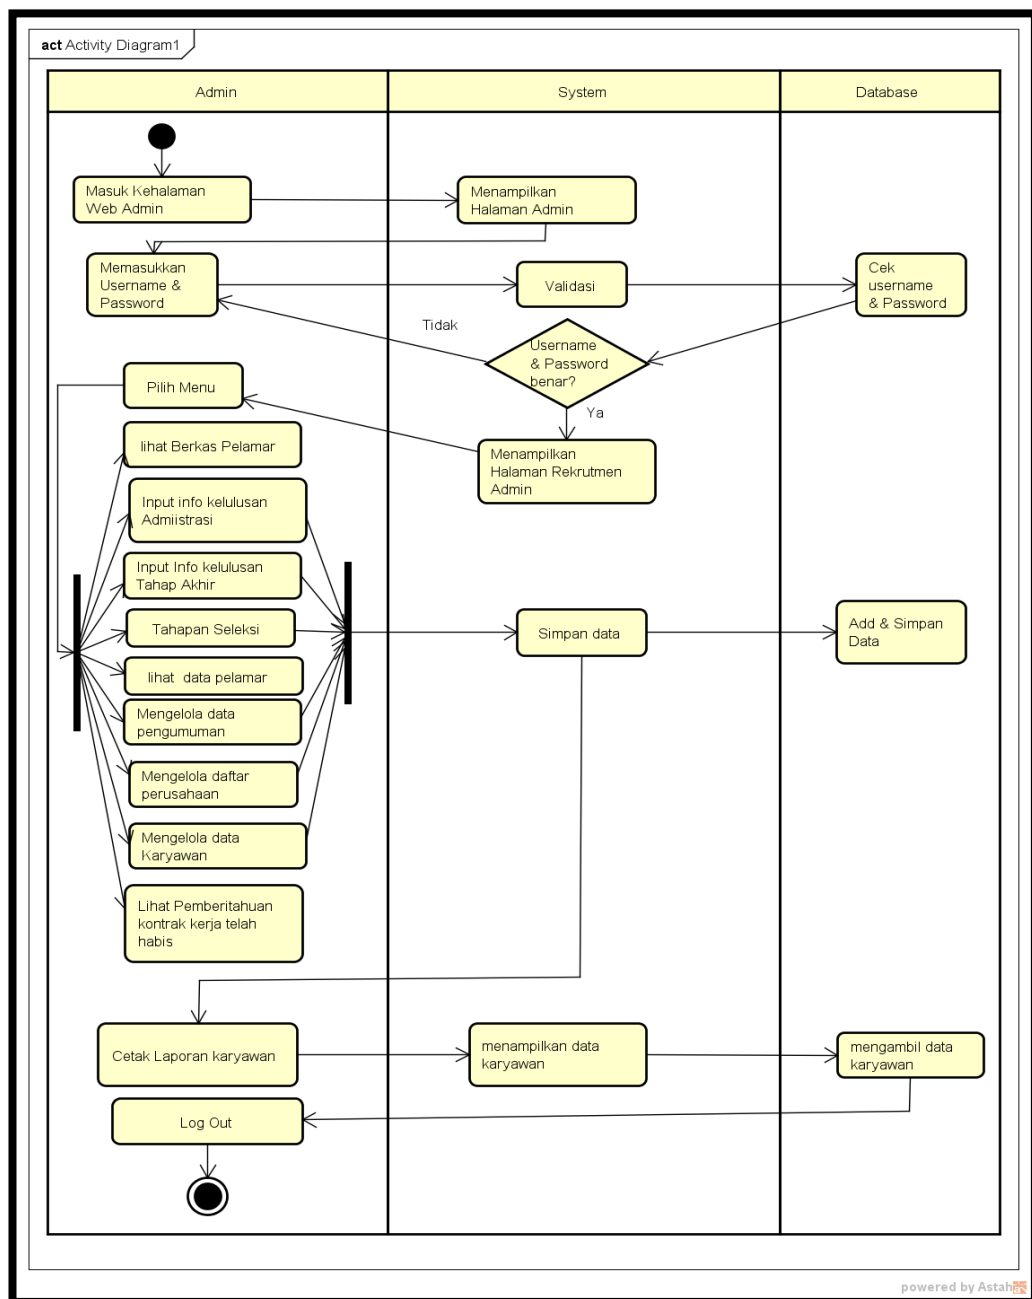 act Activity Diagram1
Admin
System
Database
Masuk Kehalaman
Web Admin
Menampilkan
Halaman Admin
Memasukkan
Username &
Password
Validasi
Cek
username
& Password
Tidak
Username
& Password
benar?
Ya
Pilih Menu
Menampilkan
Halaman Rekrutmen
Admin
lihat Berkas Pelamar
Input info kelulusan
Admiistrasi
Input Info kelulusan
Tahap Akhir
Tahapan Seleksi
Simpan data
Add & Simpan
Data
lihat data pelamar
Mengelola data
pengumuman
Mengelola daftar
perusahaan
Mengelola data
Karyawan
Lihat Pemberitahuan
kontrak kerja telah
habis
Cetak Laporan karyawan
menampilkan data
karyawan
mengambil data
karyawan
Log Out
powered by Astah